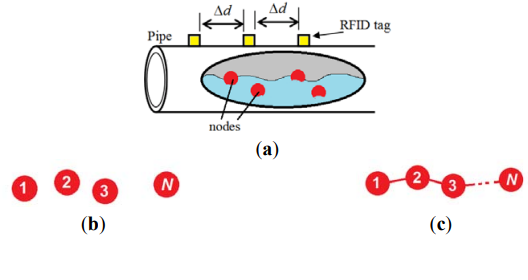 Δd Δd
RFID tag
Pipe
nodes
(a)
1 2 3 N
1 2 3 N
(b) (c)